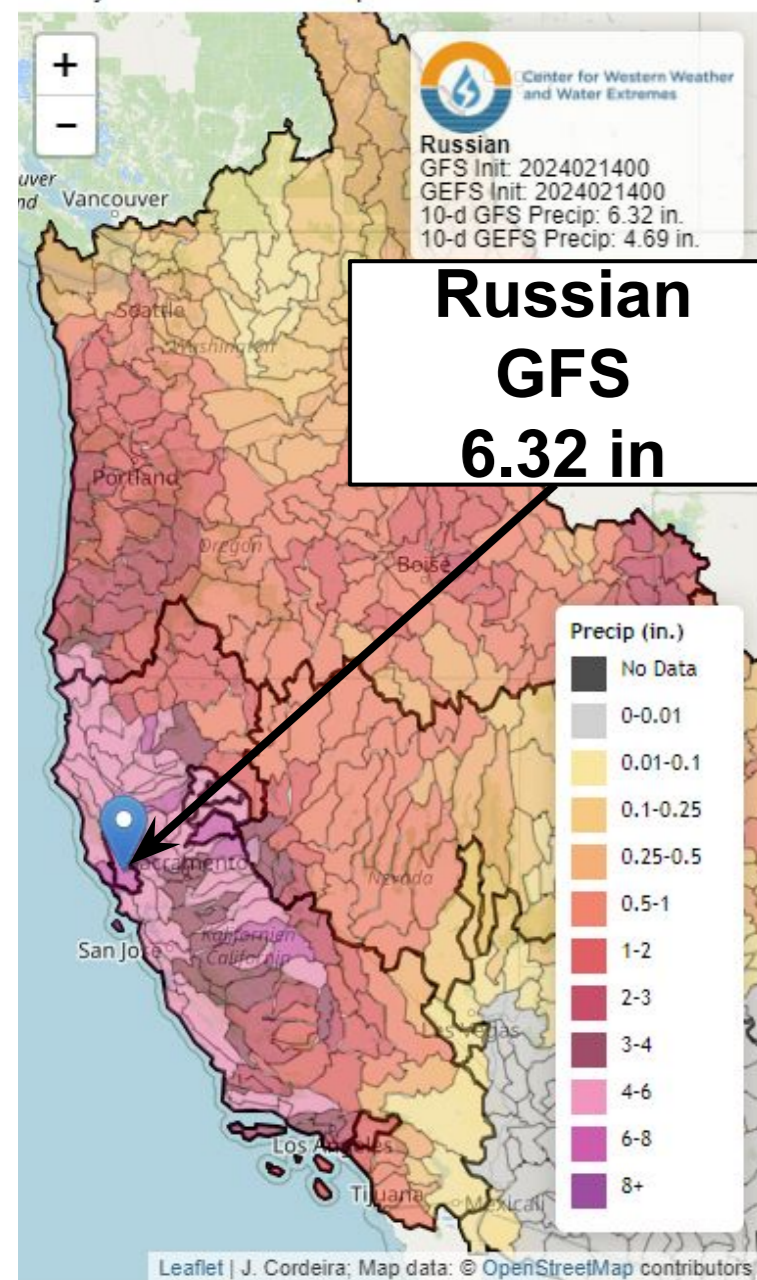 +
−
Center for Western Weather
and Water Extremes
Russian
GFS Init: 2024021400
GEFS Init: 2024021400
10-d GFS Precip: 6.32 in.
10-d GEFS Precip: 4.69 in.
uver
nd
Vancouver
Russian
GFS
6.32 in
Seattle
Washington
Portland
Oregon
Boise
Precip (in.)
No Data
0-0.01
0.01-0.1
0.1-0.25
0.25-0.5
0.5-1
1-2
2-3
3-4
4-6
6-8
8+
Sacramento
Nevada
San Jose
Kalifornien
California
Las Vegas
Los Angeles
Tijuana
Mexicali
Leaflet | J. Cordeira; Map data: © OpenStreetMap contributors